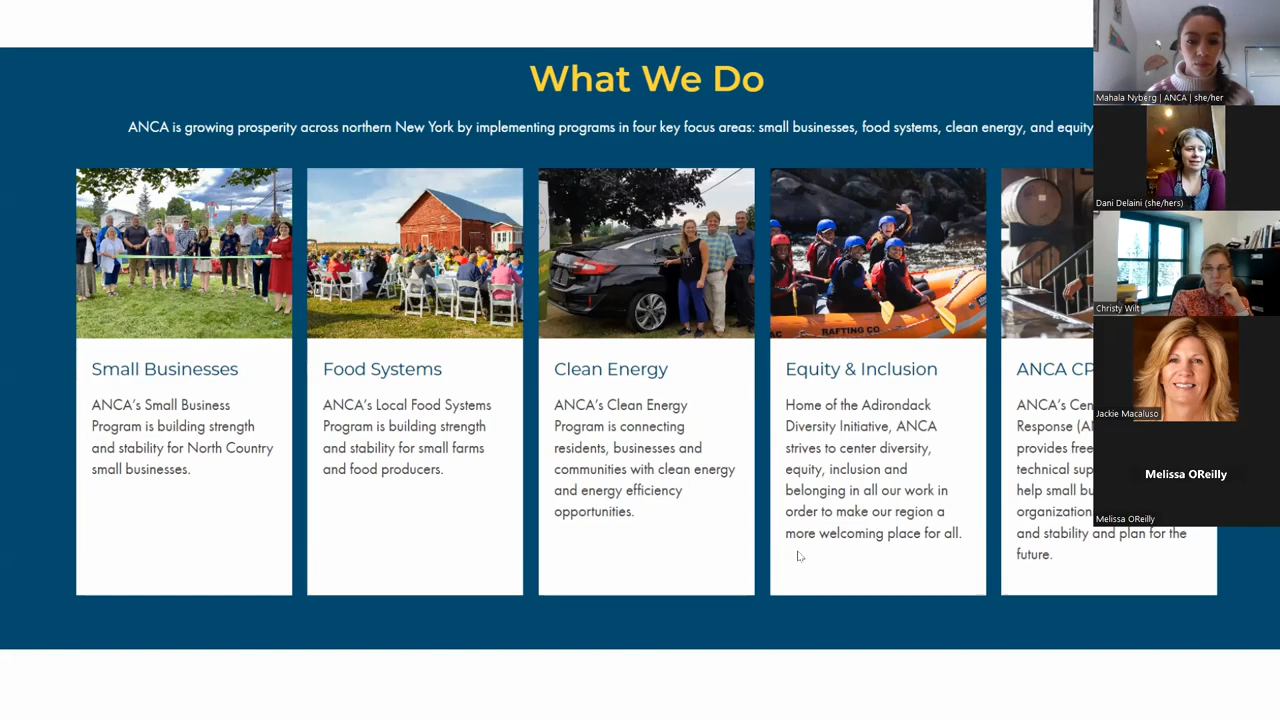 What We Do
ANCA is growing prosperity across northern New York by implementing programs in four key focus areas: small businesses, food systems, clean energy, and equity
RAFTING CO
Small Businesses
ANCA's Small Business
Program is building strength
and stability for North Country
small businesses.
Food Systems
ANCA's Local Food Systems
Program is building strength
and stability for small farms
and food producers.
Clean Energy
ANCA's Clean Energy
Program is connecting
residents, businesses and
communities with clean energy
and energy efficiency
opportunities.
Equity & Inclusion
Home of the Adirondack
Diversity Initiative, ANCA
strives to center diversity,
equity, inclusion and
belonging in all our work in
order to make our region a
more welcoming place for all.
ANCA CP
ANCA's Cen
Response (A
provides free
technical sup
help small bu
organization
and stability and plan for the
future.
Mahala Nyberg | ANCA | she/her
Dani Delaini (she/hers)
Christy Wilt
Jackie Macaluso
Melissa OReilly
Melissa OReilly